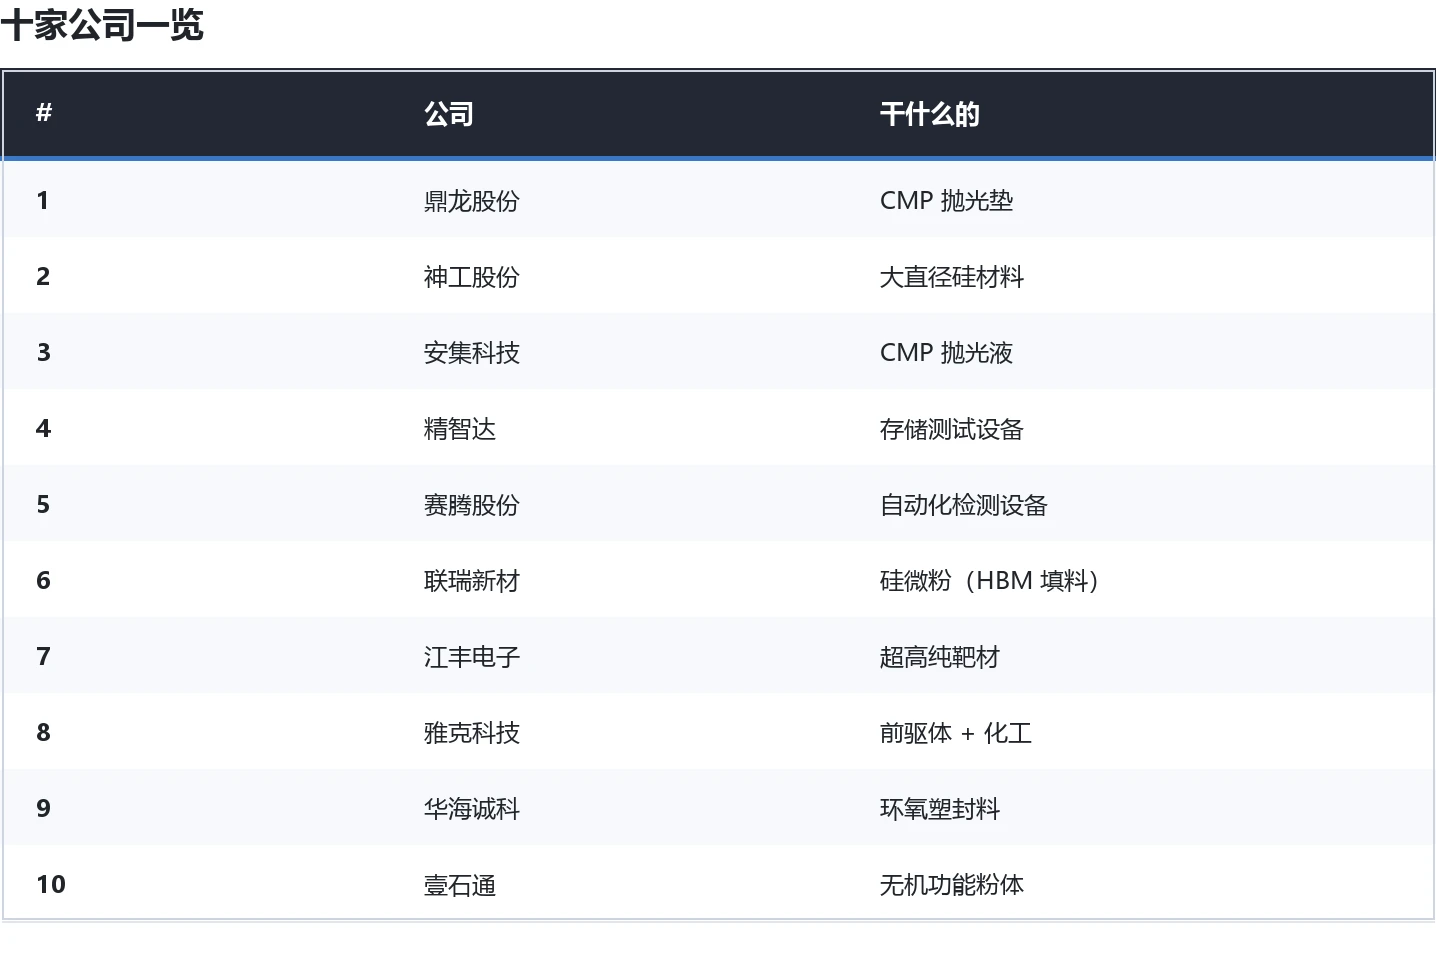 十家公司一览
# 公司 干什么的
1 鼎龙股份 CMP 抛光垫
2 神工股份 大直径硅材料
3 安集科技 CMP 抛光液
4 精智达 存储测试设备
5 赛腾股份 自动化检测设备
6 联瑞新材 硅微粉（HBM 填料）
7 江丰电子 超高纯靶材
8 雅克科技 前驱体 + 化工
9 华海诚科 环氧塑封料
10 壹石通 无机功能粉体